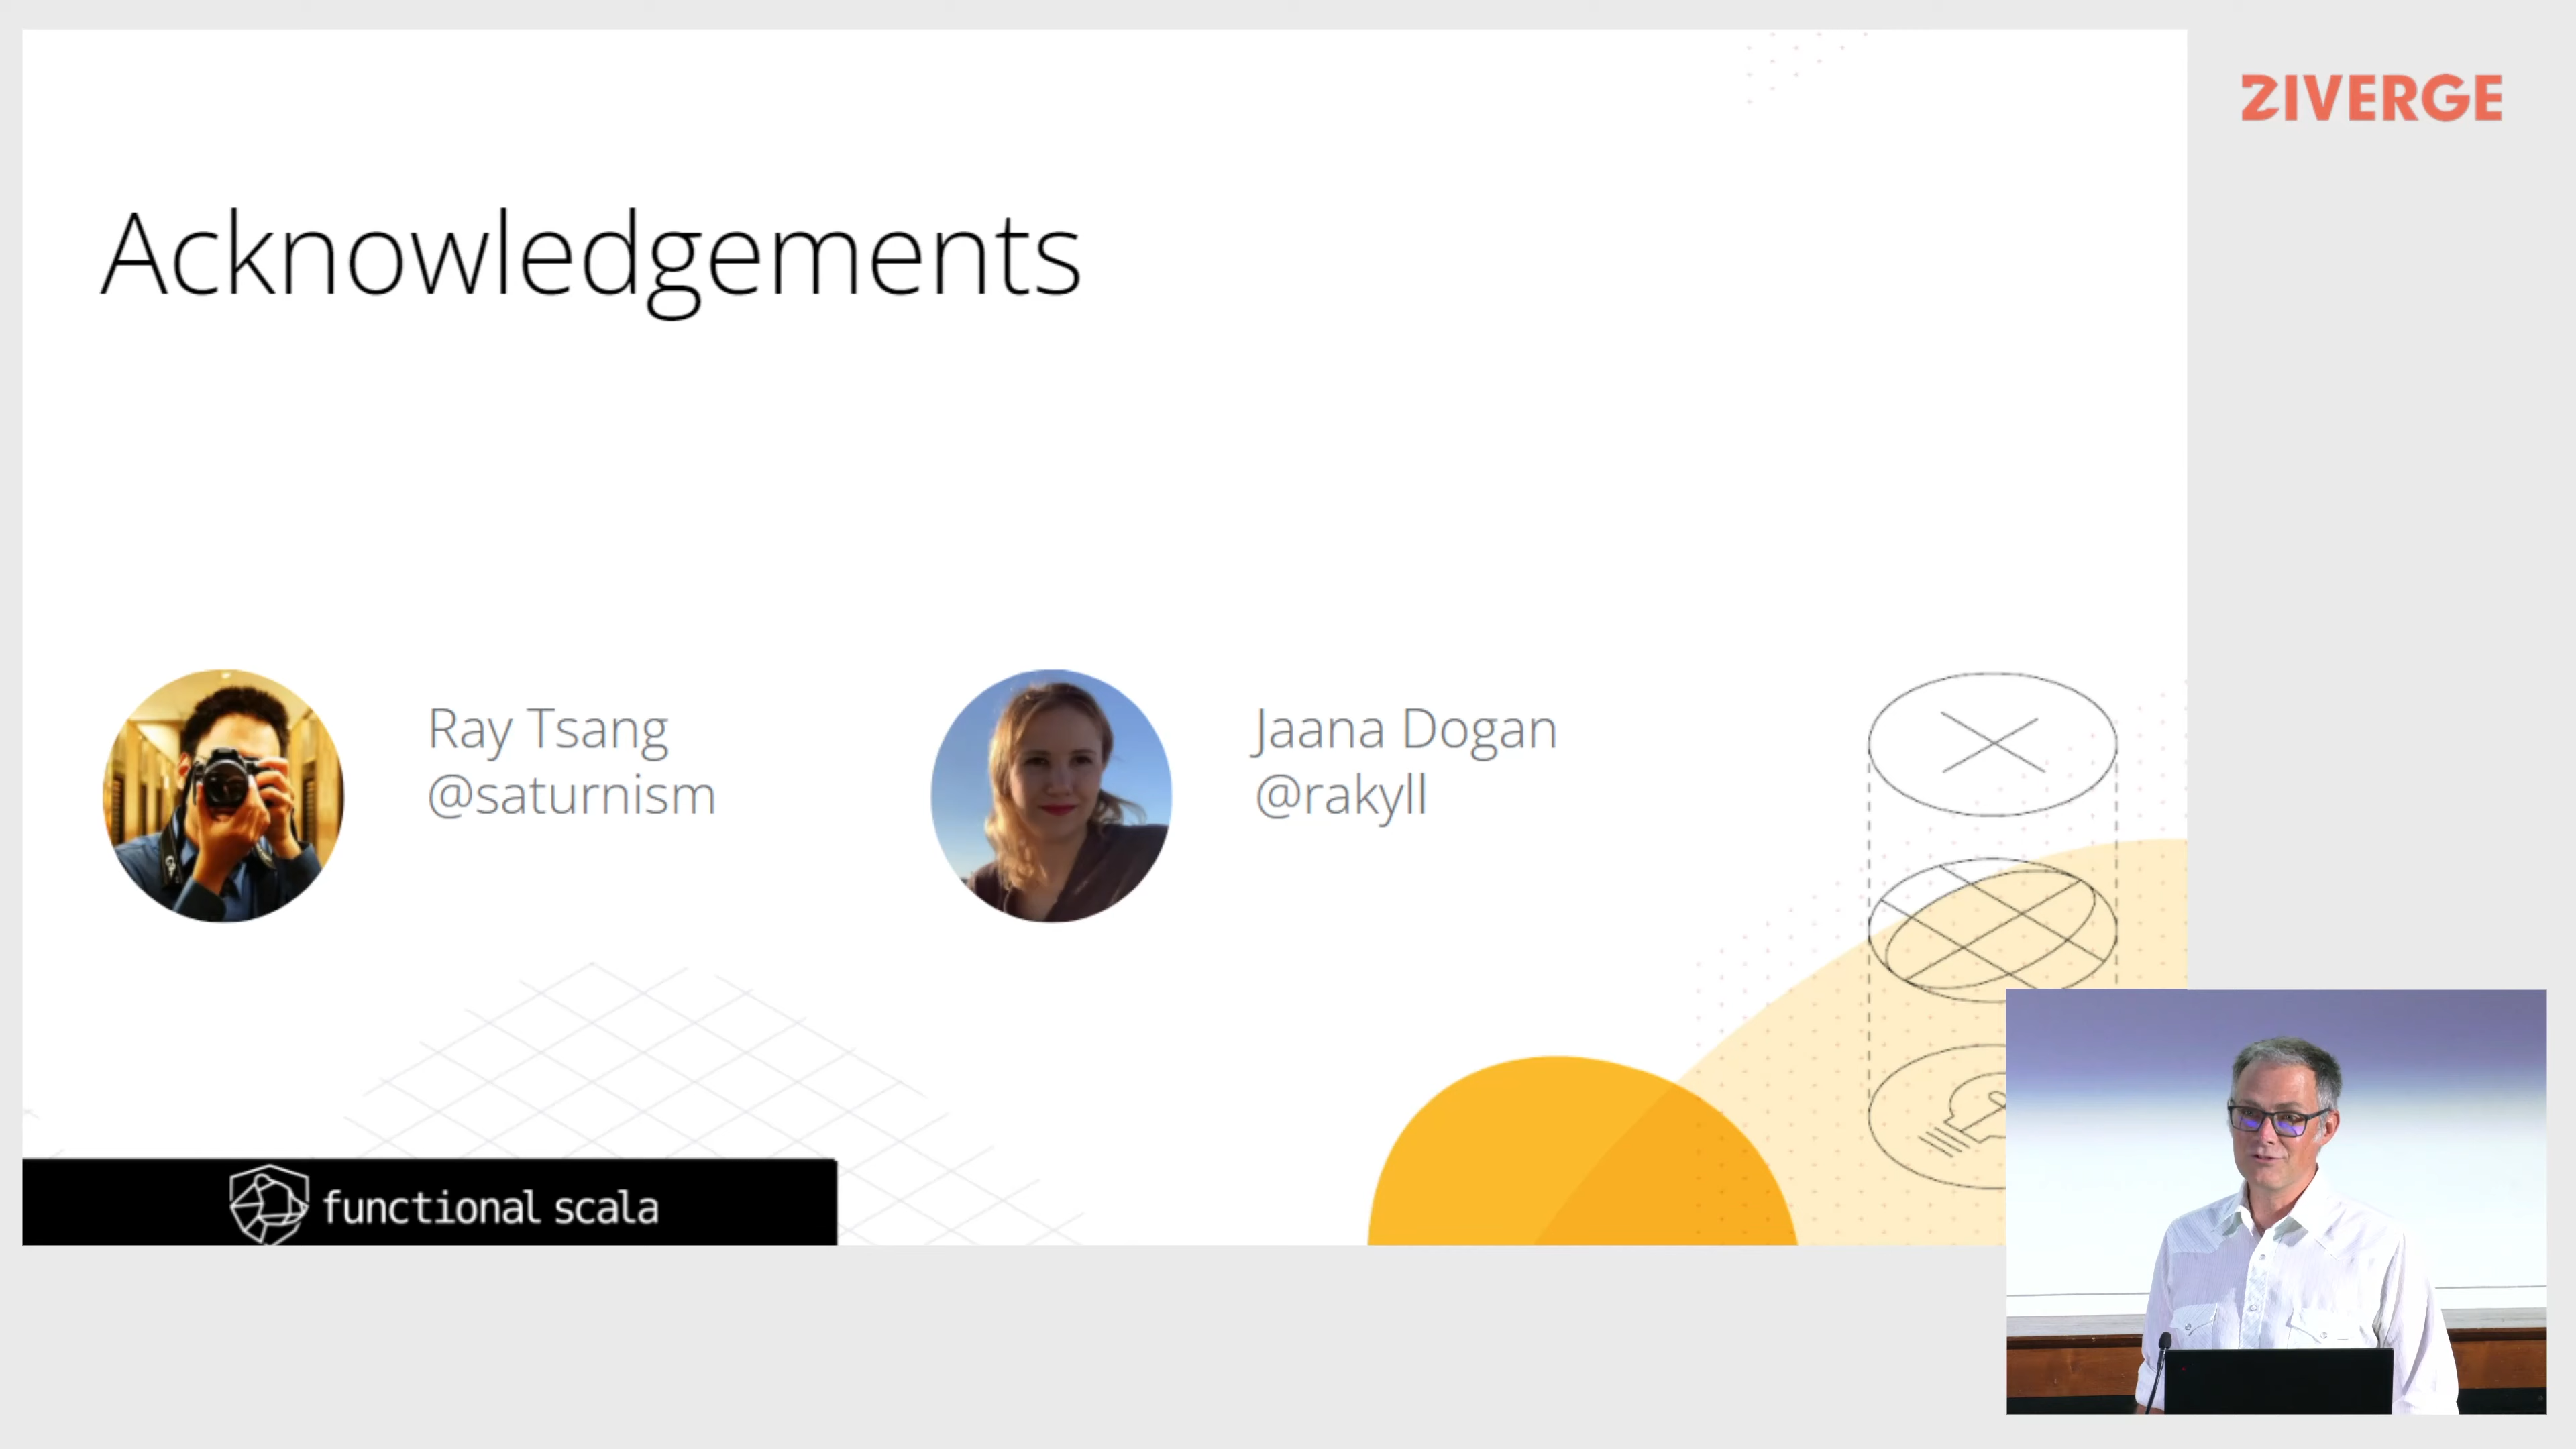 ZIVERGE
Acknowledgements
Ray Tsang
@saturnism
Jaana Dogan
@rakyll
functional scala